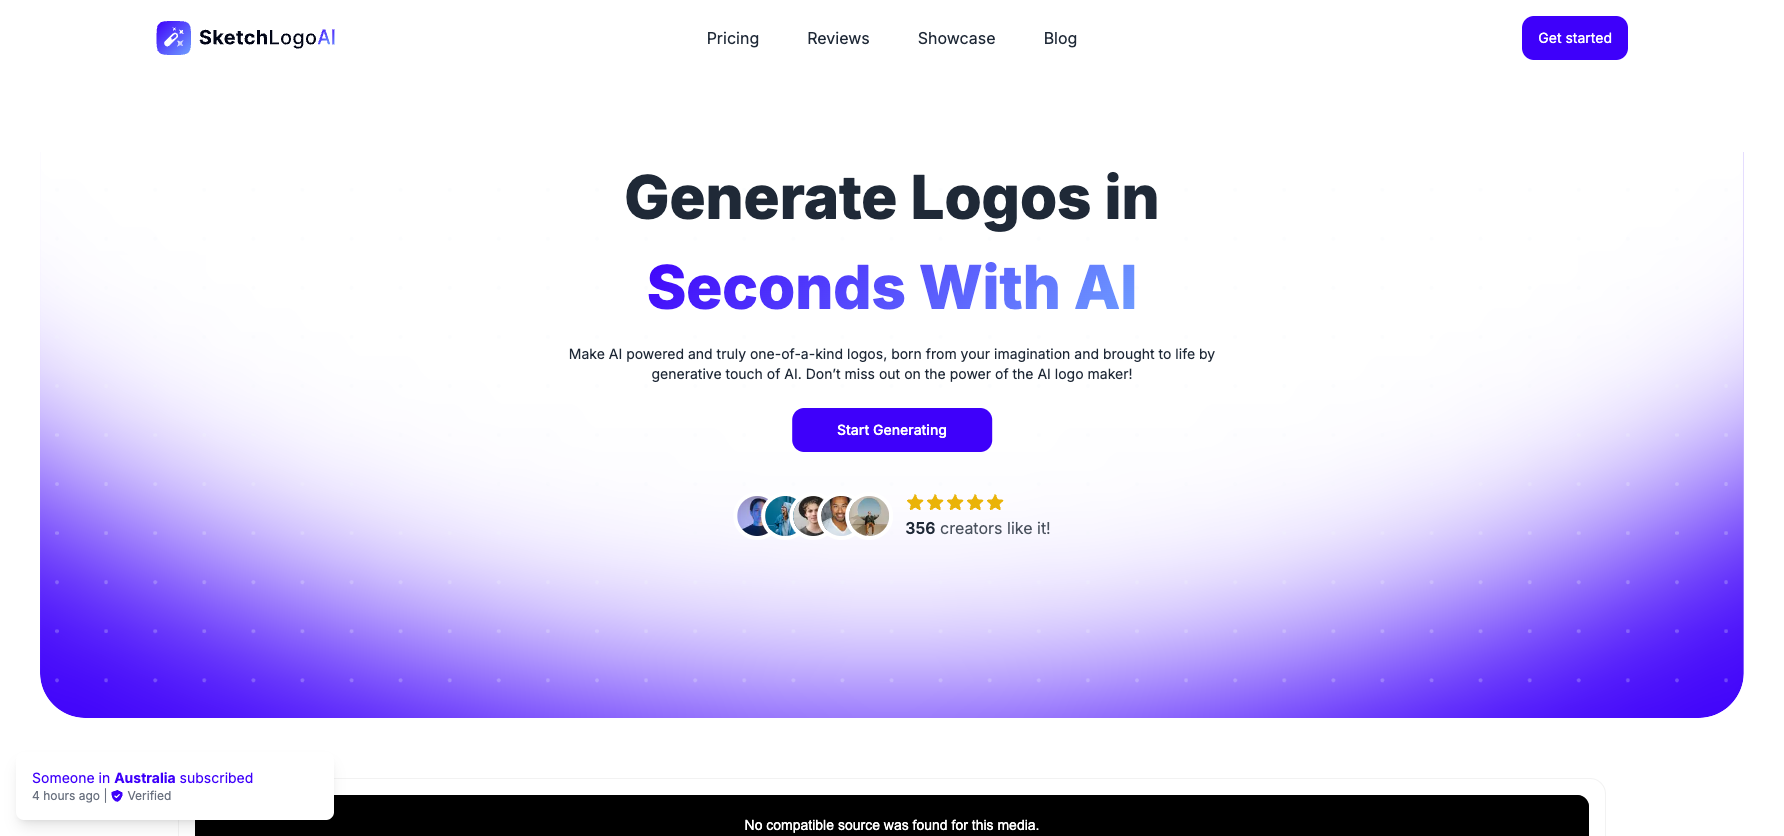 SketchLogoAI
Pricing
Reviews
Showcase
Blog
Get started
Generate Logos in
Seconds With AI
Make AI powered and truly one-of-a-kind logos, born from your imagination and brought to life by
generative touch of AI. Don’t miss out on the power of the AI logo maker!
Start Generating
356 creators like it!
Someone in Australia subscribed
4 hours ago | Verified
No compatible source was found for this media.